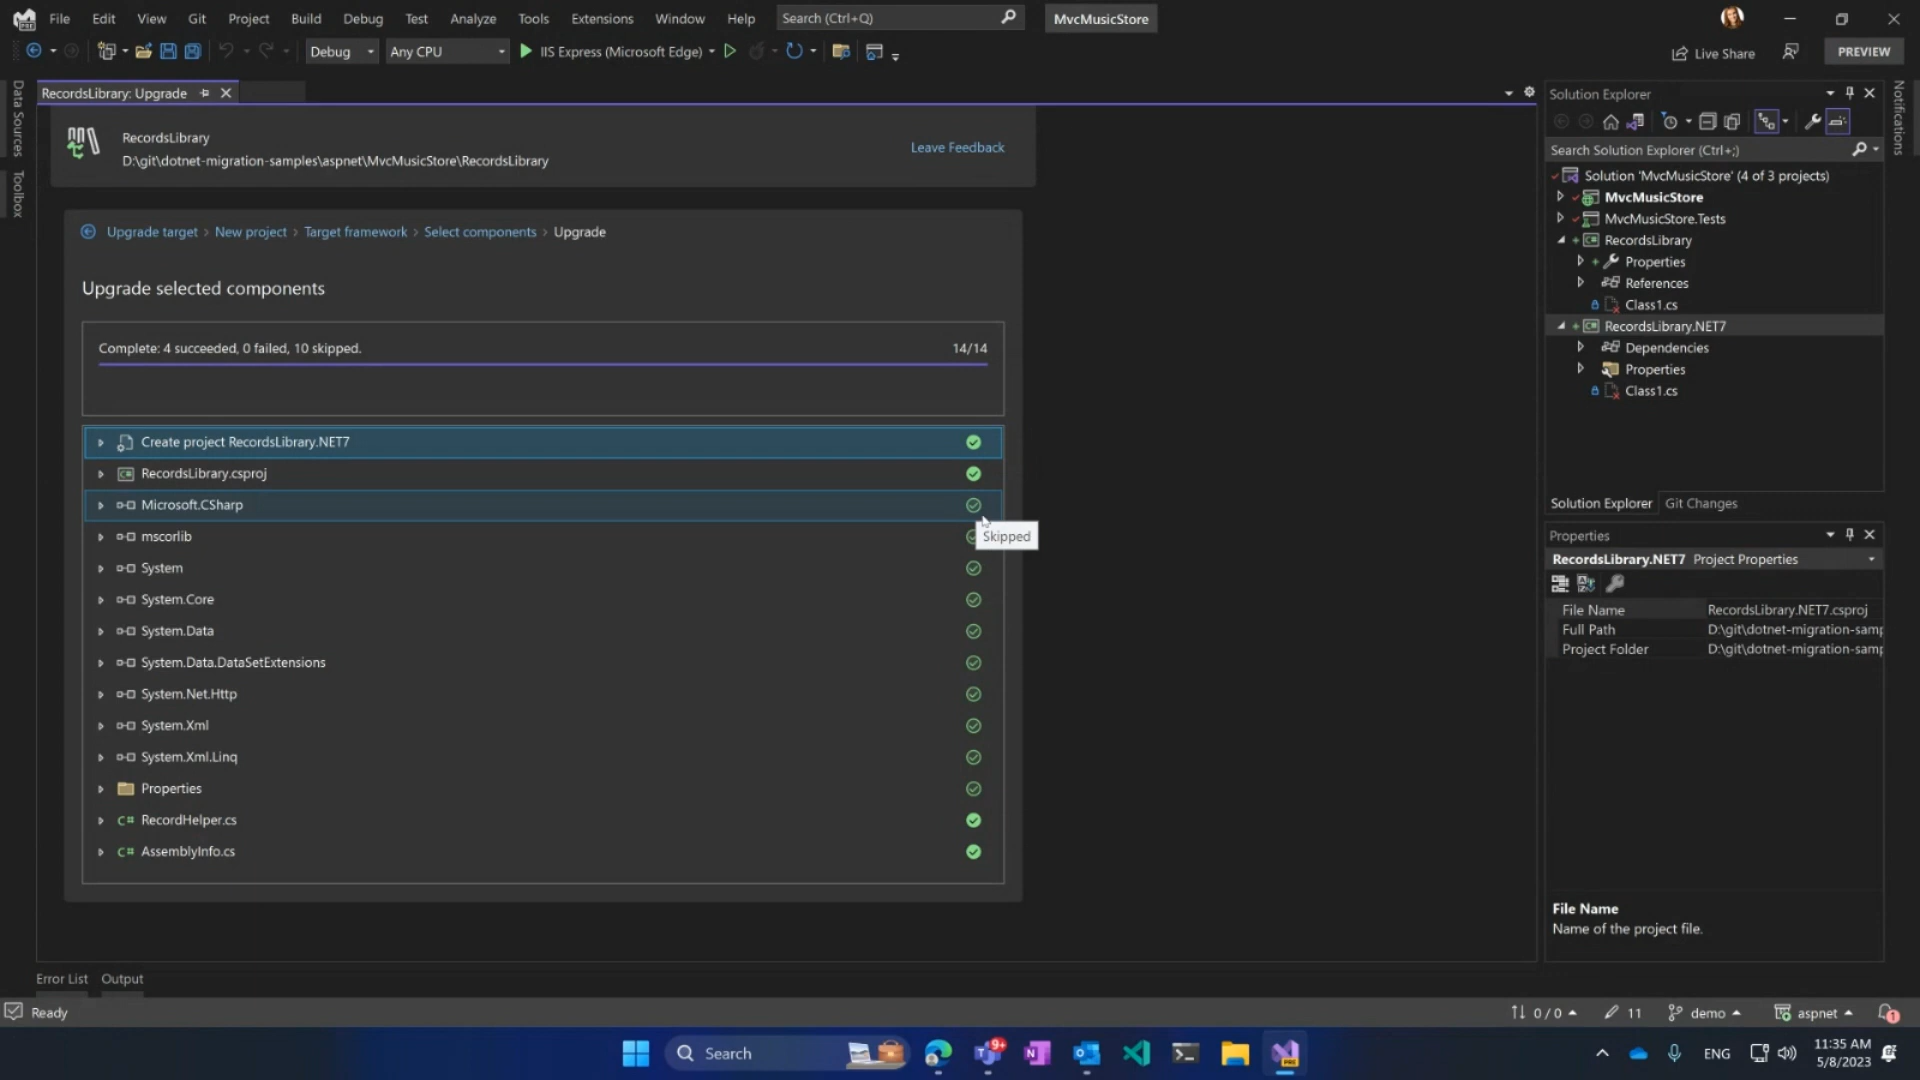 File Edit View Git Project Build Debug Test Analyze Tools Extensions Window Help Search (Ctrl+Q) MvcMusicStore
Debug Any CPU IIS Express (Microsoft Edge) Live Share PREVIEW
Data Sources
Toolbox
RecordsLibrary: Upgrade
RecordsLibrary
D:\git\dotnet-migration-samples\aspnet\MvcMusicStore\RecordsLibrary
Leave Feedback
Upgrade target > New project > Target framework > Select components > Upgrade
Upgrade selected components
Complete: 4 succeeded, 0 failed, 10 skipped. 14/14
Create project RecordsLibrary.NET7
RecordsLibrary.csproj
Microsoft.CSharp
Skipped
mscorlib
System
System.Core
System.Data
System.Data.DataSetExtensions
System.Net.Http
System.Xml
System.Xml.Linq
Properties
C# RecordHelper.cs
C# AssemblyInfo.cs
Solution Explorer
Search Solution Explorer (Ctrl+;)
Solution 'MvcMusicStore' (4 of 3 projects)
MvcMusicStore
MvcMusicStore.Tests
C# RecordsLibrary
Properties
References
Class1.cs
C# RecordsLibrary.NET7
Dependencies
Properties
Class1.cs
Solution Explorer Git Changes
Properties
RecordsLibrary.NET7 Project Properties
File Name RecordsLibrary.NET7.csproj
Full Path D:\git\dotnet-migration-samp
Project Folder D:\git\dotnet-migration-samp
File Name
Name of the project file.
Notifications
Error List Output
Ready 0 / 0 11 demo aspnet 1
Search 9+ ENG 11:35 AM
5/8/2023